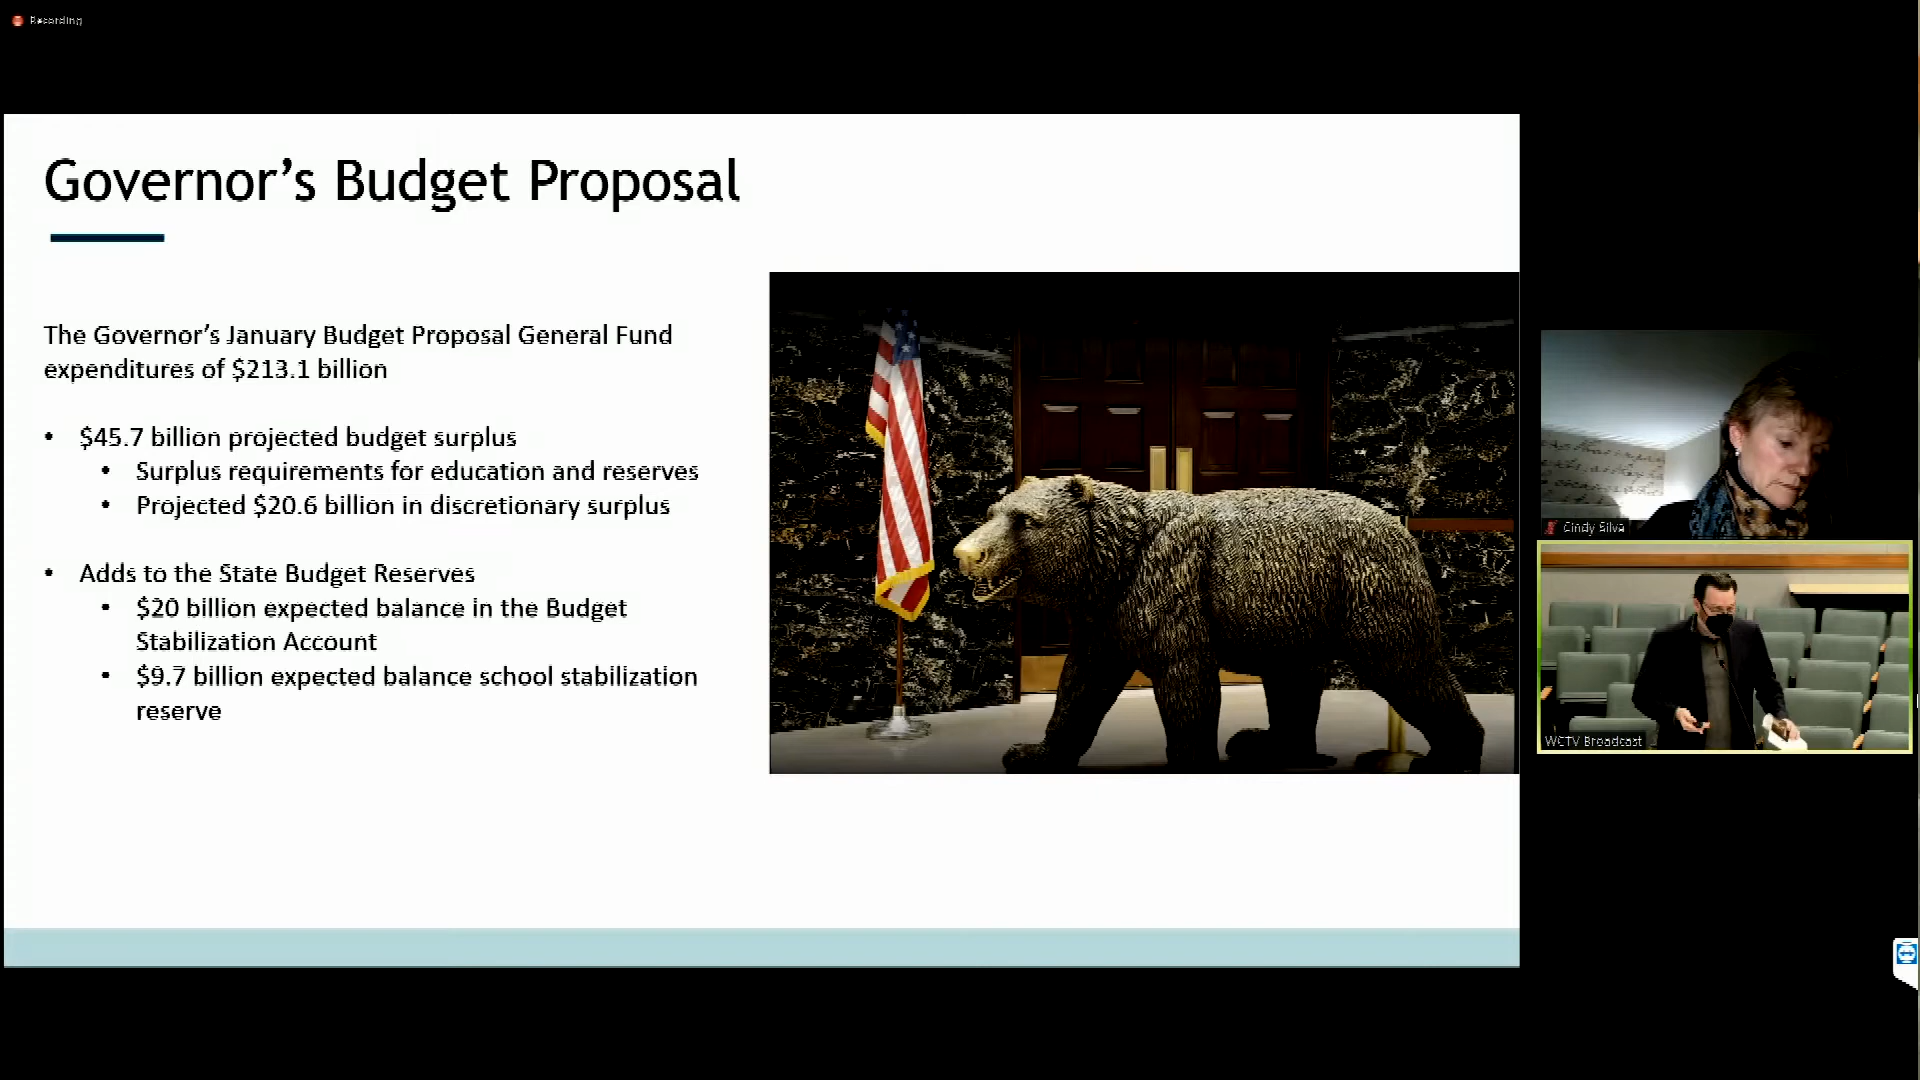 Recording
Governor's Budget Proposal
The Governor's January Budget Proposal General Fund
expenditures of $213.1 billion
• $45.7 billion projected budget surplus
• Surplus requirements for education and reserves
• Projected $20.6 billion in discretionary surplus
• Adds to the State Budget Reserves
• $20 billion expected balance in the Budget
Stabilization Account
• $9.7 billion expected balance school stabilization
reserve
Cindy Silva
WCTV Broadcast